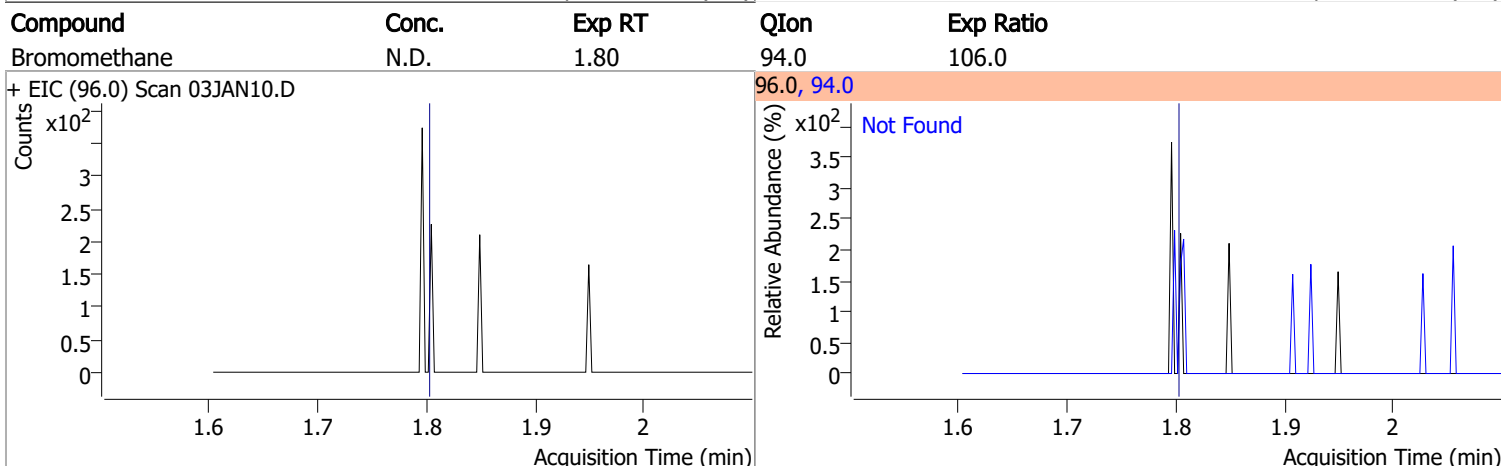 Compound Conc. Exp RT QIon Exp Ratio
Bromomethane N.D. 1.80 94.0 106.0
+ EIC (96.0) Scan 03JAN10.D
Counts
x10²
3
2.5
2
1.5
1
0.5
0
1.6 1.7 1.8 1.9 2
Acquisition Time (min)
96.0, 94.0
Relative Abundance (%)
x10²
Not Found
3.5
3
2.5
2
1.5
1
0.5
0
1.6 1.7 1.8 1.9 2
Acquisition Time (min)